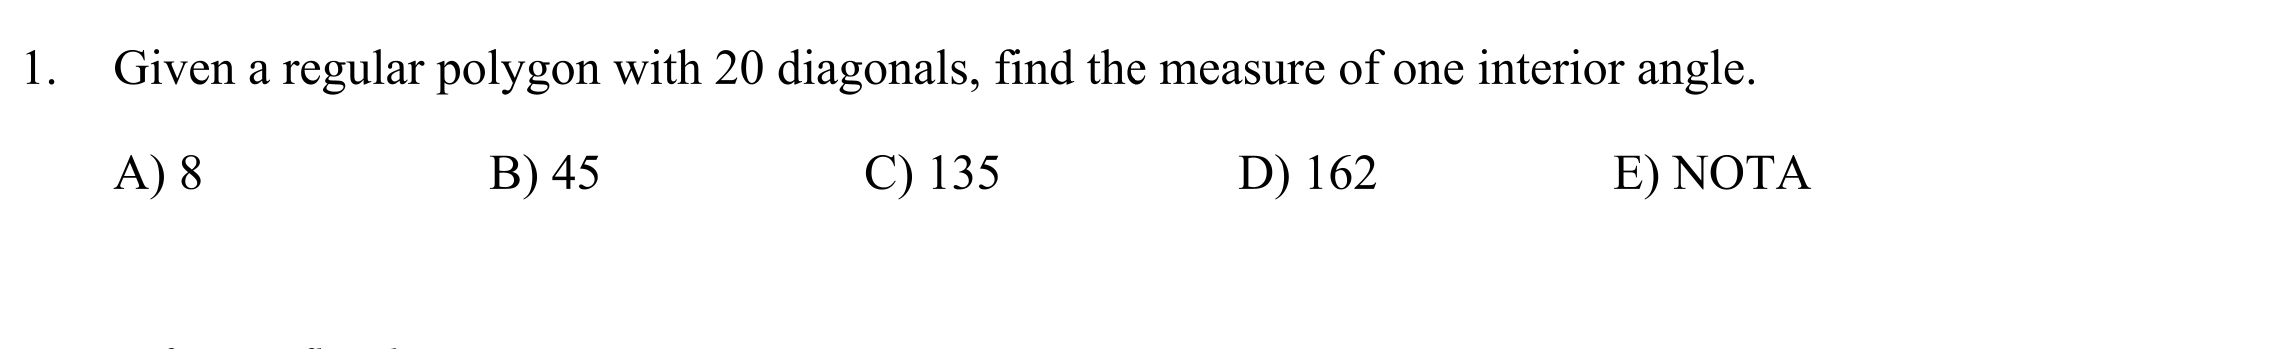 1. Given a regular polygon with 20 diagonals, find the measure of one interior angle.
A) 8 B) 45 C) 135 D) 162 E) NOTA